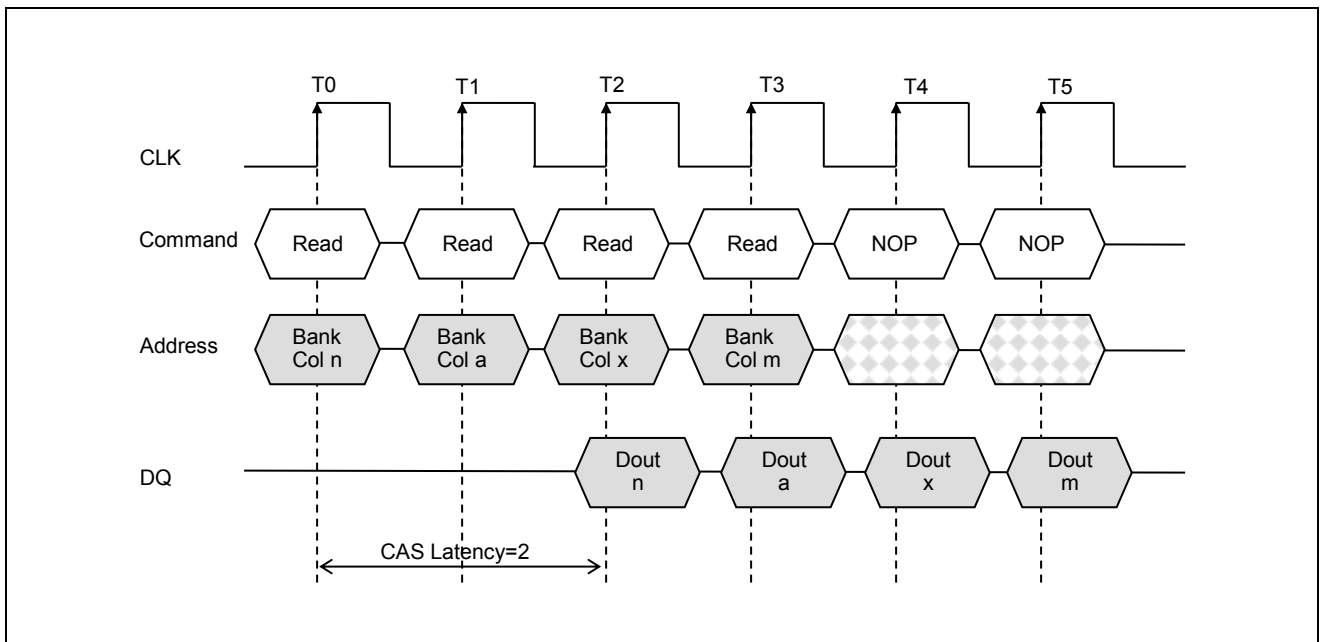 T0 T1 T2 T3 T4 T5
CLK
Command Read Read Read Read NOP NOP
Address
Bank
Col n
Bank
Col a
Bank
Col x
Bank
Col m
DQ
Dout
n
Dout
a
Dout
x
Dout
m
CAS Latency=2